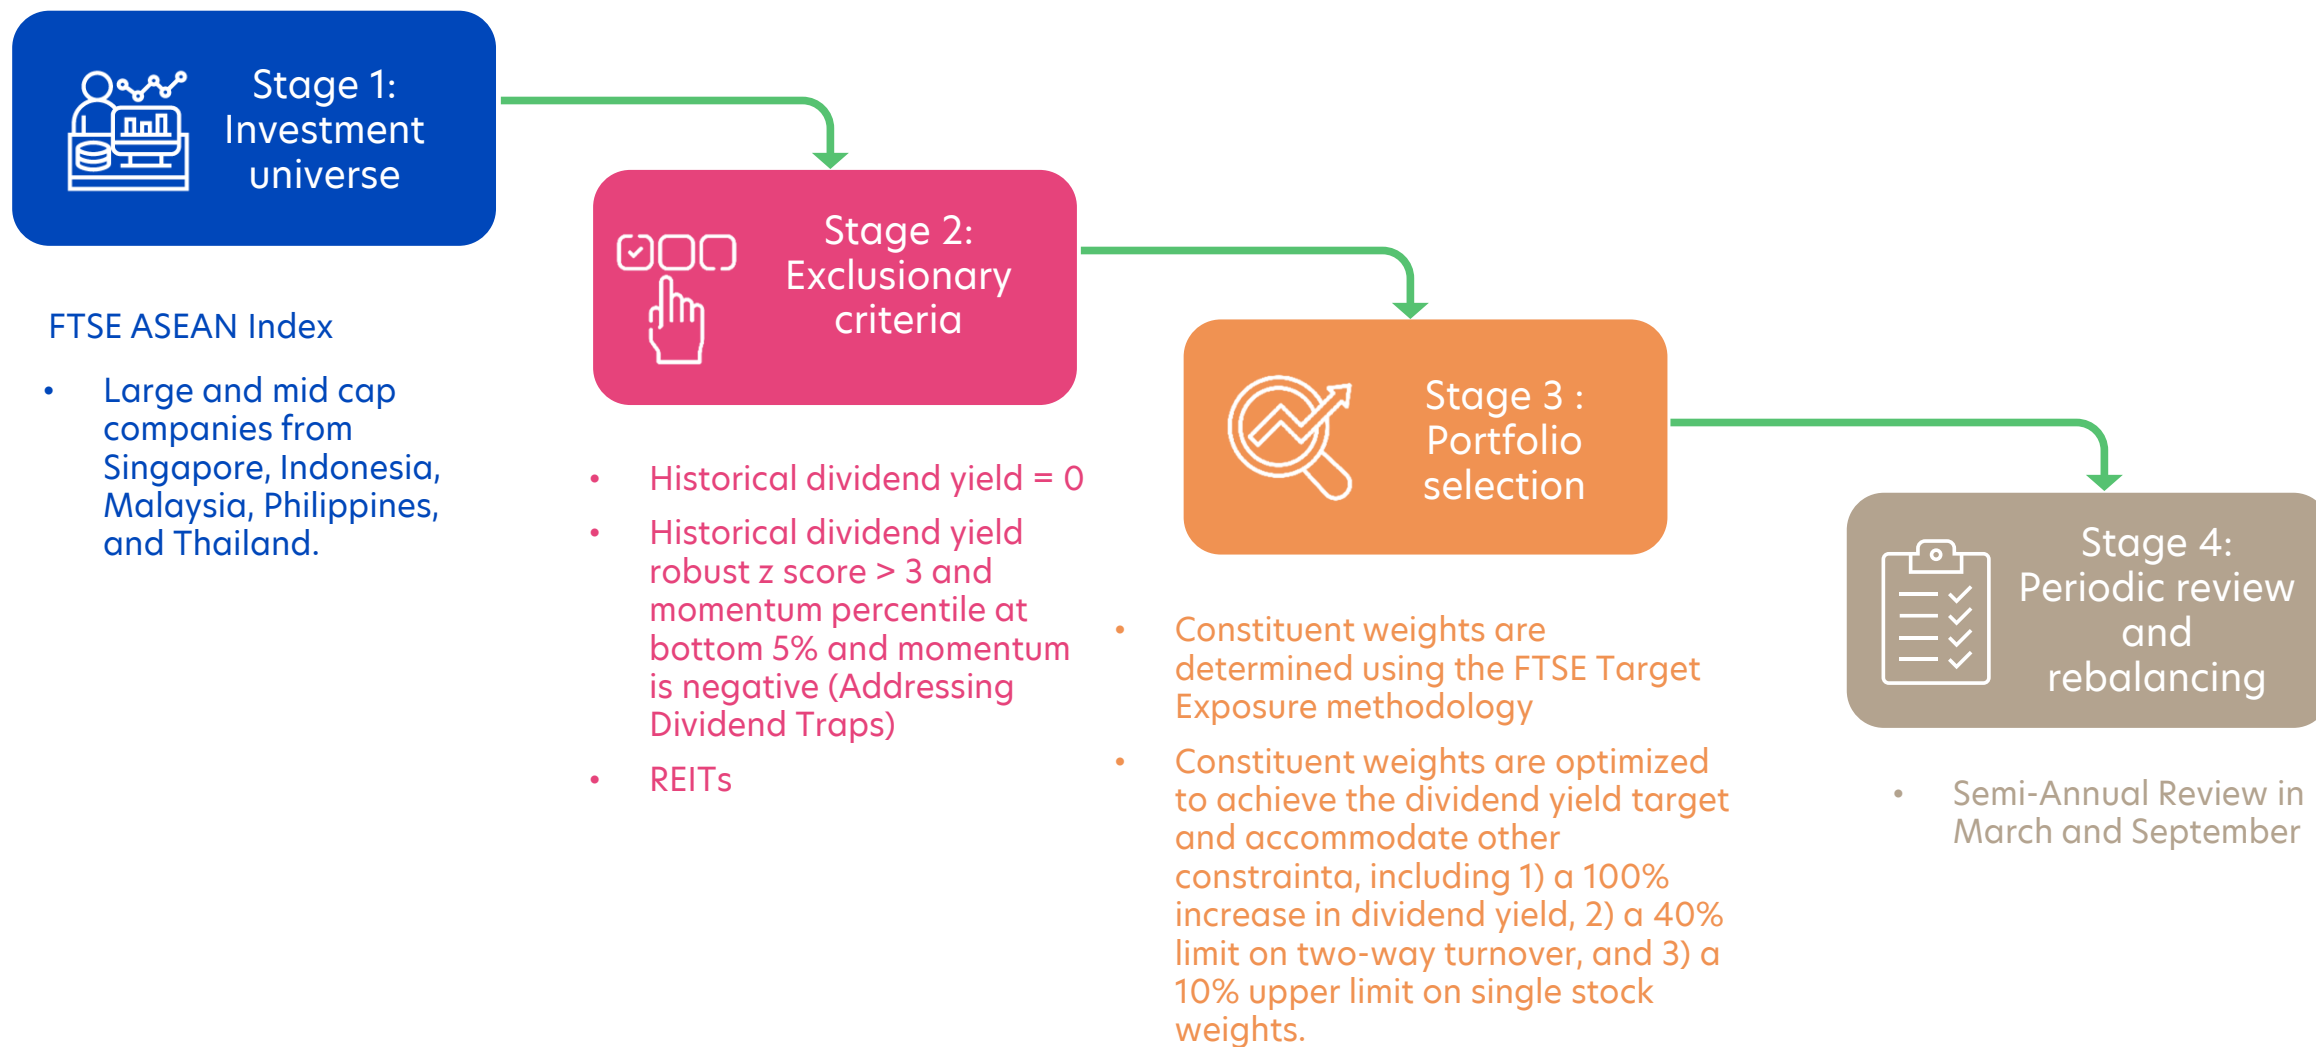 Stage 1:
Investment
universe
FTSE ASEAN Index
• Large and mid cap
companies from
Singapore, Indonesia,
Malaysia, Philippines,
and Thailand.
Stage 2:
Exclusionary
criteria
• Historical dividend yield = 0
• Historical dividend yield
robust z score > 3 and
momentum percentile at
bottom 5% and momentum
is negative (Addressing
Dividend Traps)
• REITs
Stage 3 :
Portfolio
selection
• Constituent weights are
determined using the FTSE Target
Exposure methodology
• Constituent weights are optimized
to achieve the dividend yield target
and accommodate other
constrainta, including 1) a 100%
increase in dividend yield, 2) a 40%
limit on two-way turnover, and 3) a
10% upper limit on single stock
weights.
Stage 4:
Periodic review
and
rebalancing
• Semi-Annual Review in
March and September